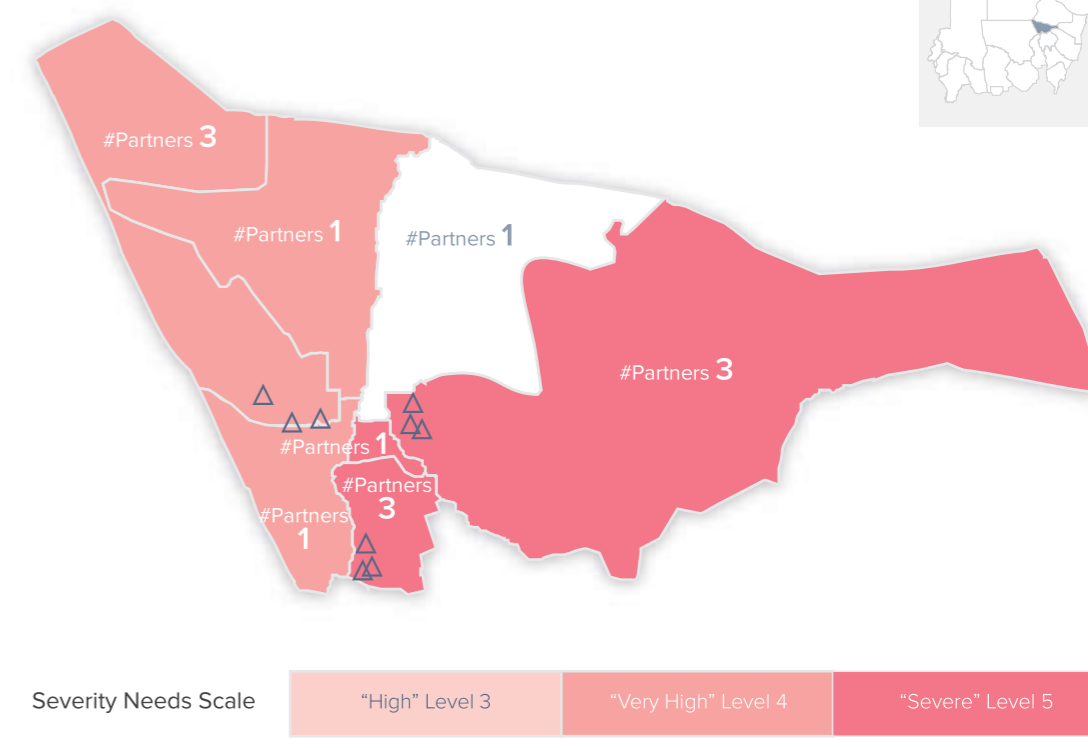 #Partners 3
#Partners 1
#Partners 1
#Partners 3
#Partners 1
#Partners
3
#Partners
1
Severity Needs Scale
“High” Level 3
“Very High” Level 4
“Severe” Level 5